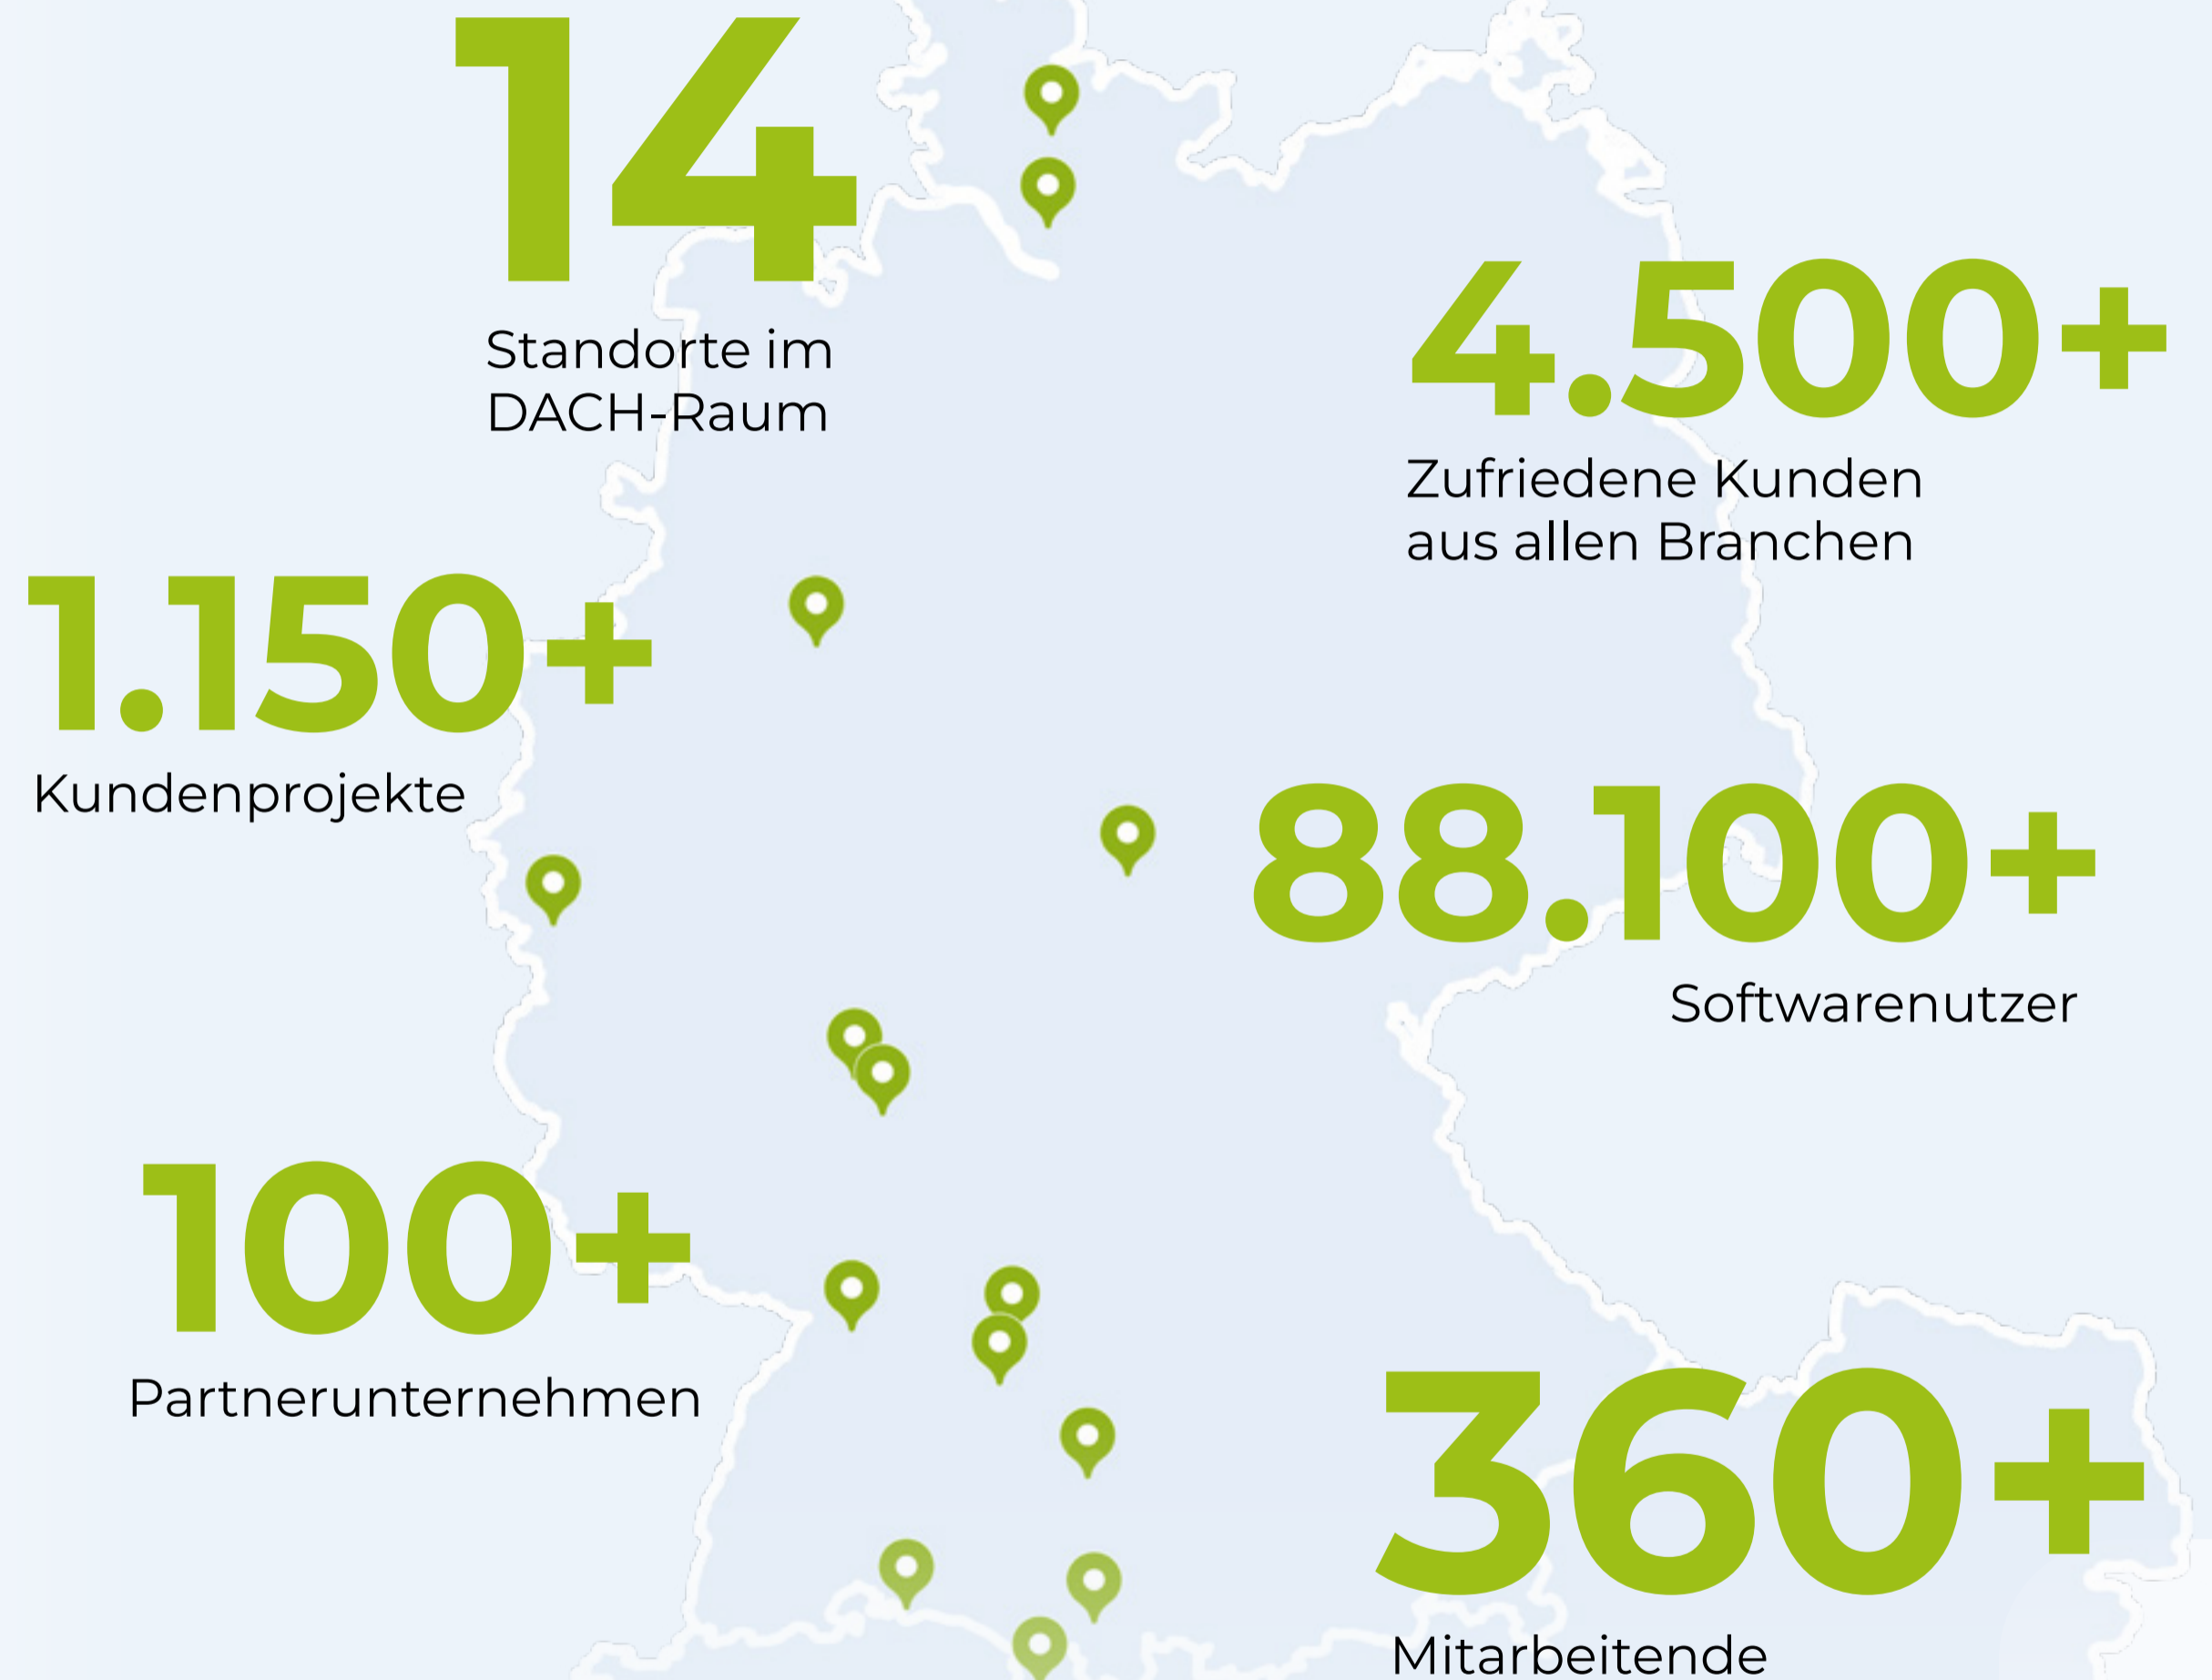 14
Standorte im
DACH-Raum
4.500+
Zufriedene Kunden
aus allen Branchen
1.150+
Kundenprojekte
88.100+
Softwarenutzer
100+
Partnerunternehmen
360+
Mitarbeitende